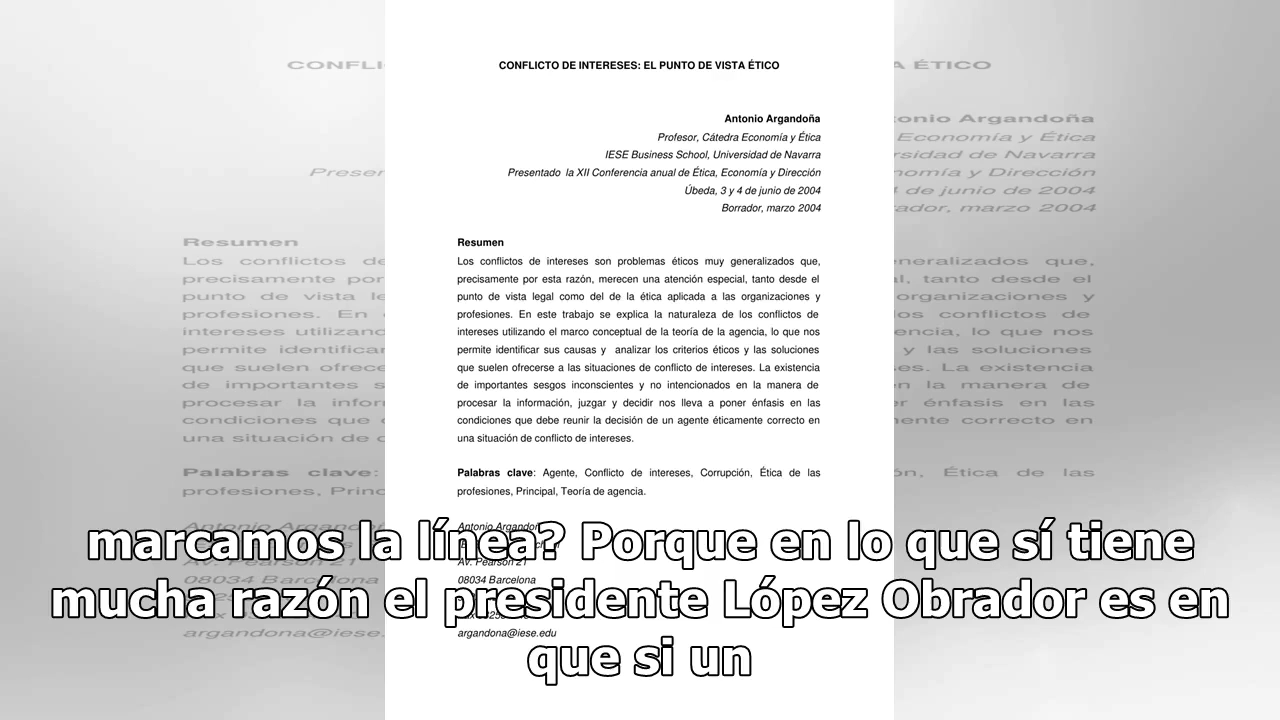 CONFLICTO DE INTERESES: EL PUNTO DE VISTA ÉTICO
Antonio Argandoña
Profesor, Cátedra Economía y Ética
IESE Business School, Universidad de Navarra
Presentado la XII Conferencia anual de Ética, Economía y Dirección
Úbeda, 3 y 4 de junio de 2004
Borrador, marzo 2004
Resumen
Los conflictos de intereses son problemas éticos muy generalizados que,
precisamente por esta razón, merecen una atención especial, tanto desde el
punto de vista legal como del de la ética aplicada a las organizaciones y
profesiones. En este trabajo se explica la naturaleza de los conflictos de
intereses utilizando el marco conceptual de la teoría de la agencia, lo que nos
permite identificar sus causas y analizar los criterios éticos y las soluciones
que suelen ofrecerse a las situaciones de conflicto de intereses. La existencia
de importantes sesgos inconscientes y no intencionados en la manera de
procesar la información, juzgar y decidir nos lleva a poner énfasis en las
condiciones que debe reunir la decisión de un agente éticamente correcto en
una situación de conflicto de intereses.
Palabras clave: Agente, Conflicto de intereses, Corrupción, Ética de las
profesiones, Principal, Teoría de agencia.
Antonio
Av. Pearson 21
08034 Barcelona
argandona@iese.edu
marcamos la línea? Porque en lo que sí tiene
mucha razón el presidente López Obrador es en
que si un